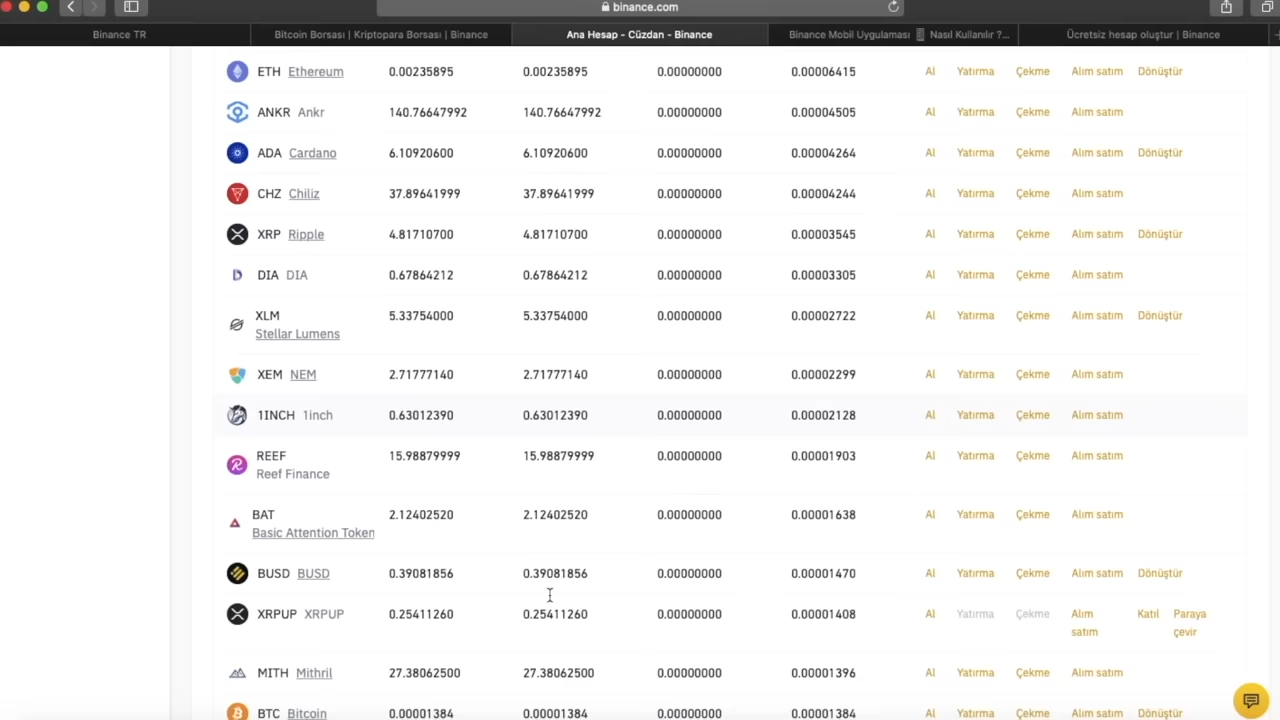 binance.com
Binance TR
Bitcoin Borsası | Kriptopara Borsası | Binance
Ana Hesap - Cüzdan - Binance
Binance Mobil Uygulaması Nasıl Kullanılır ?...
Ücretsiz hesap oluştur | Binance
ETH Ethereum 0.00235895 0.00235895 0.00000000 0.00006415 Al Yatırma Çekme Alım satım Dönüştür
ANKR Ankr 140.76647992 140.76647992 0.00000000 0.00004505 Al Yatırma Çekme Alım satım
ADA Cardano 6.10920600 6.10920600 0.00000000 0.00004264 Al Yatırma Çekme Alım satım Dönüştür
CHZ Chiliz 37.89641999 37.89641999 0.00000000 0.00004244 Al Yatırma Çekme Alım satım
XRP Ripple 4.81710700 4.81710700 0.00000000 0.00003545 Al Yatırma Çekme Alım satım Dönüştür
DIA DIA 0.67864212 0.67864212 0.00000000 0.00003305 Al Yatırma Çekme Alım satım
XLM 5.33754000 5.33754000 0.00000000 0.00002722 Al Yatırma Çekme Alım satım Dönüştür
Stellar Lumens
XEM NEM 2.71777140 2.71777140 0.00000000 0.00002299 Al Yatırma Çekme Alım satım
1INCH 1inch 0.63012390 0.63012390 0.00000000 0.00002128 Al Yatırma Çekme Alım satım
REEF 15.98879999 15.98879999 0.00000000 0.00001903 Al Yatırma Çekme Alım satım
Reef Finance
BAT 2.12402520 2.12402520 0.00000000 0.00001638 Al Yatırma Çekme Alım satım
Basic Attention Token
BUSD BUSD 0.39081856 0.39081856 0.00000000 0.00001470 Al Yatırma Çekme Alım satım Dönüştür
XRPUP XRPUP 0.25411260 0.25411260 0.00000000 0.00001408 Al Yatırma Çekme Alım Katıl Paraya
satım çevir
MITH Mithril 27.38062500 27.38062500 0.00000000 0.00001396 Al Yatırma Çekme Alım satım
BTC Bitcoin 0.00001384 0.00001384 0.00000000 0.00001384 Al Yatırma Çekme Alım satım Dönüştür